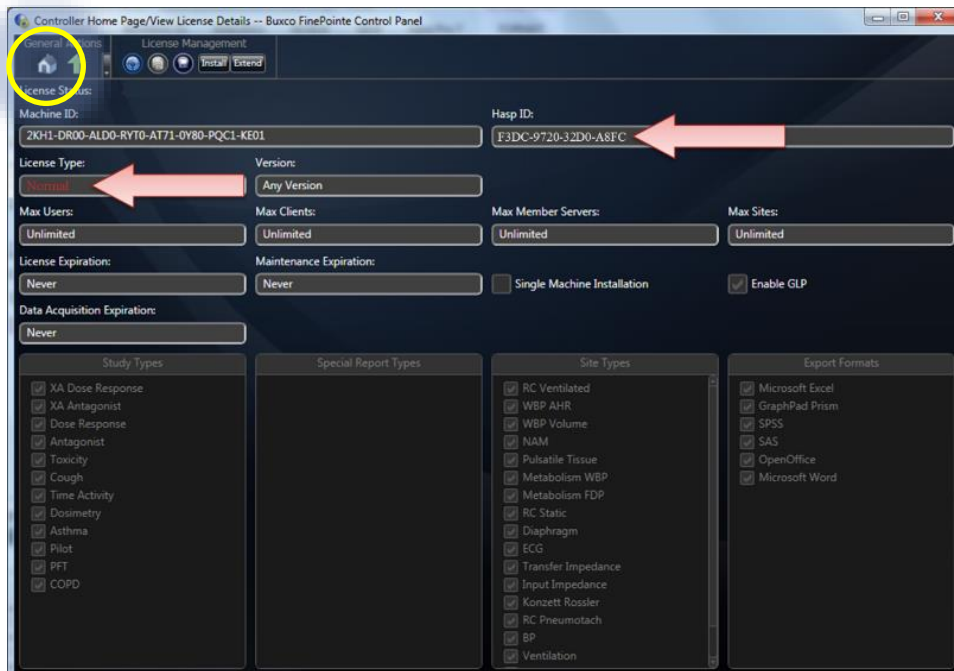 Controller Home Page/View License Details -- Buxco FinePointe Control Panel
General Actions License Management
Install Extend
License Status:
Machine ID: Hasp ID:
2KH1-DR00-ALD0-RYT0-AT71-0Y80-PQC1-KE01 F3DC-9720-32D0-A8FC
License Type: Version:
Normal Any Version
Max Users: Max Clients: Max Member Servers: Max Sites:
Unlimited Unlimited Unlimited Unlimited
License Expiration: Maintenance Expiration:
Never Never Single Machine Installation Enable GLP
Data Acquisition Expiration:
Never
Study Types Special Report Types Site Types Export Formats
XA Dose Response RC Ventilated Microsoft Excel
XA Antagonist WBP AHR GraphPad Prism
Dose Response WBP Volume SPSS
Antagonist NAM SAS
Toxicity Pulsatile Tissue OpenOffice
Cough Metabolism WBP Microsoft Word
Time Activity Metabolism FDP
Dosimetry RC Static
Asthma Diaphragm
Pilot ECG
PFT Transfer Impedance
COPD Input Impedance
Konzett Rossler
RC Pneumotach
BP
Ventilation